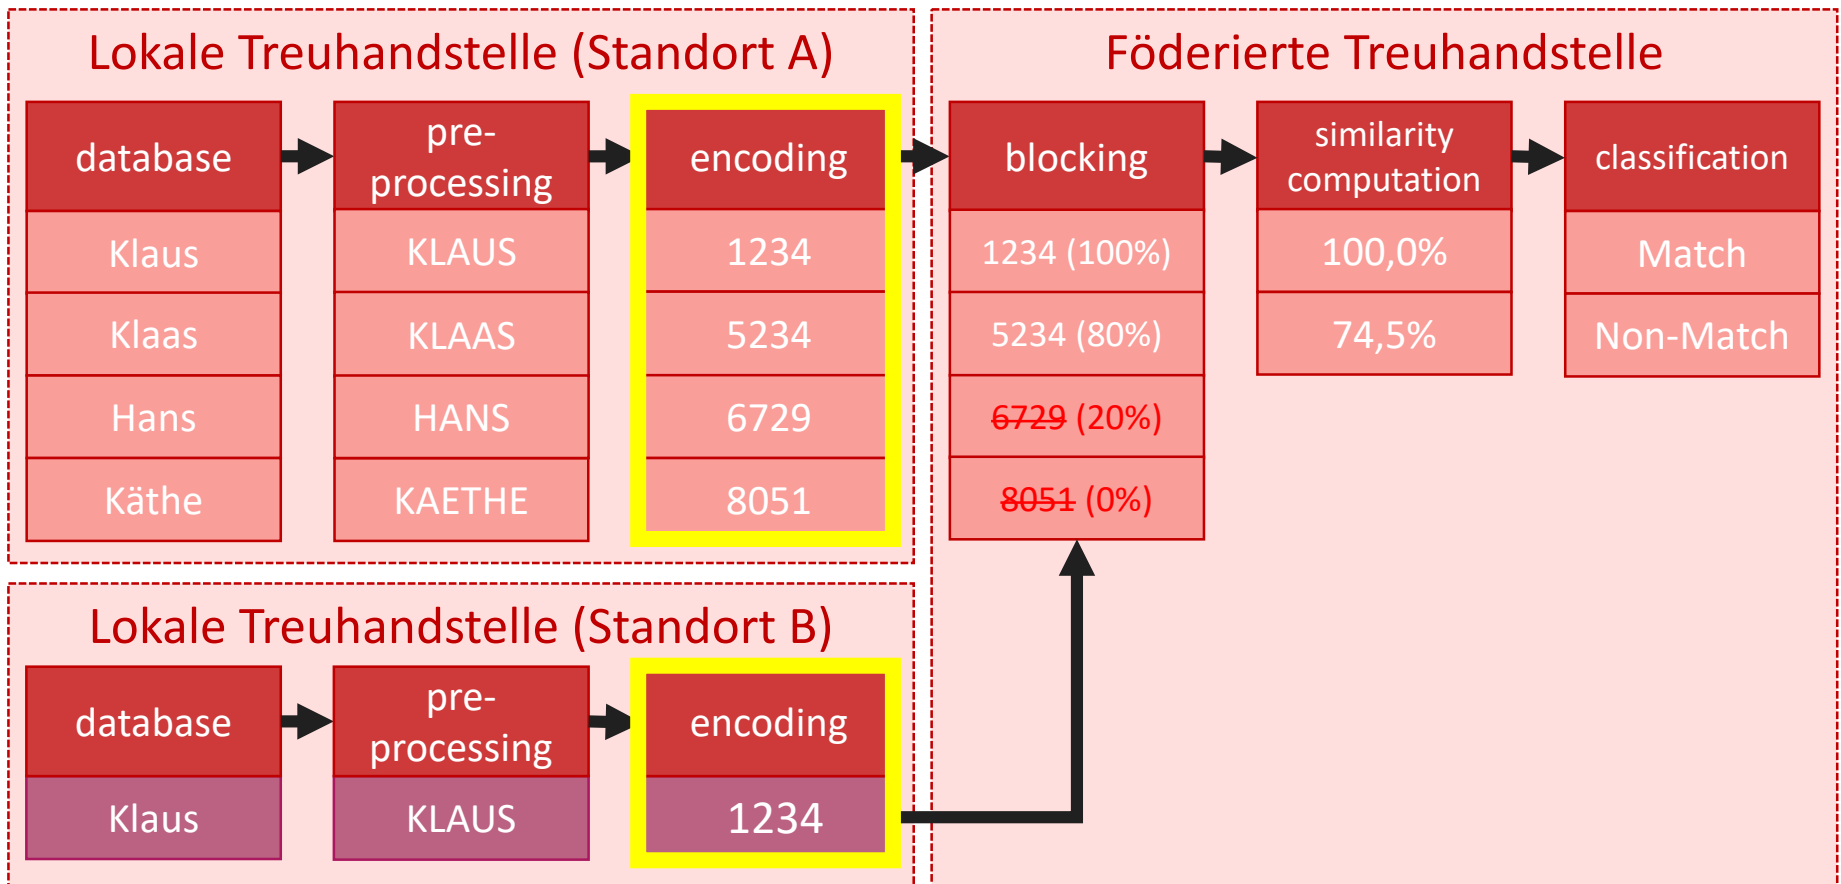 Lokale Treuhandstelle (Standort A)
database
pre-
processing
encoding
Klaus
KLAUS
1234
Klaas
KLAAS
5234
Hans
HANS
6729
Käthe
KAETHE
8051
Lokale Treuhandstelle (Standort B)
database
pre-
processing
encoding
Klaus
KLAUS
1234
Föderierte Treuhandstelle
blocking
similarity
computation
classification
1234 (100%)
100,0%
Match
5234 (80%)
74,5%
Non-Match
6729 (20%)
8051 (0%)